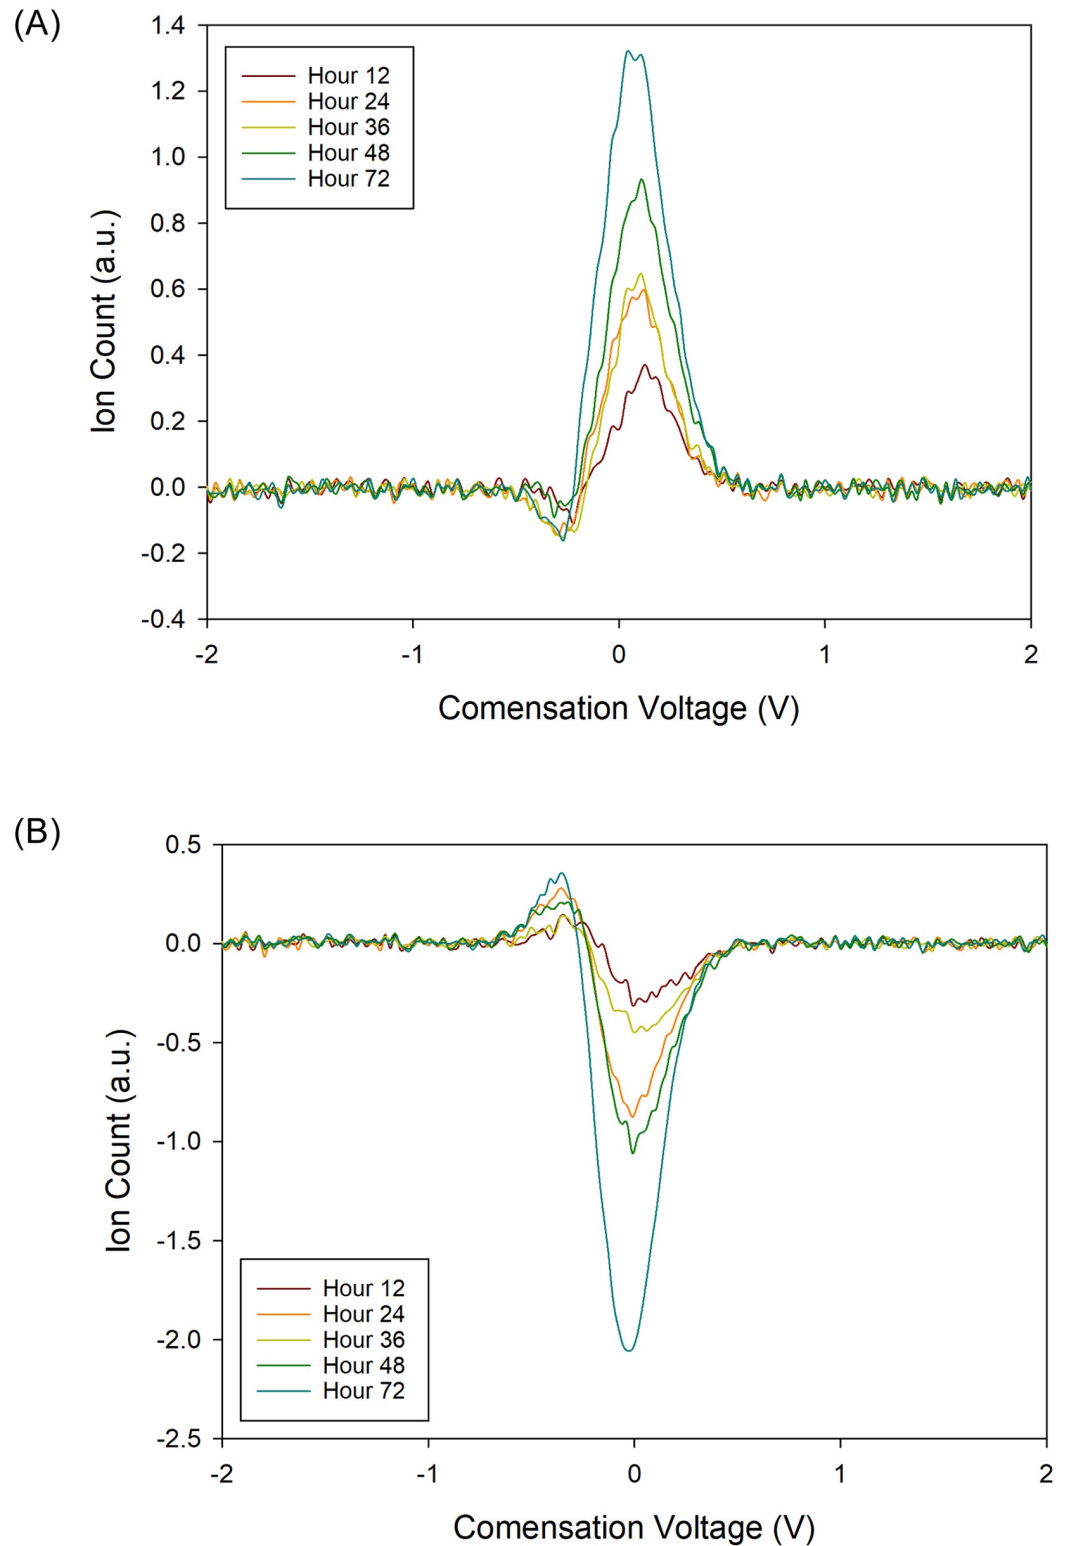 (A)
1.4
1.2
1.0
0.8
0.6
0.4
0.2
0.0
-0.2
-0.4
Ion Count (a.u.)
Hour 12
Hour 24
Hour 36
Hour 48
Hour 72
-2 -1 0 1 2
Comensation Voltage (V)
(B)
0.5
0.0
-0.5
-1.0
-1.5
-2.0
-2.5
Ion Count (a.u.)
Hour 12
Hour 24
Hour 36
Hour 48
Hour 72
-2 -1 0 1 2
Comensation Voltage (V)